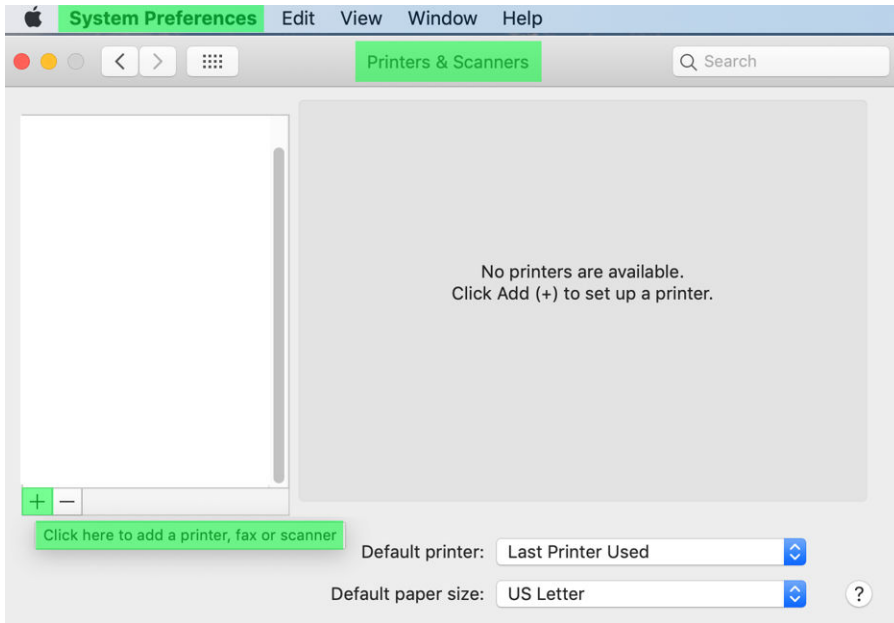 System Preferences Edit View Window Help
Printers & Scanners Search
No printers are available.
Click Add (+) to set up a printer.
+ −
Click here to add a printer, fax or scanner
Default printer: Last Printer Used
Default paper size: US Letter ?